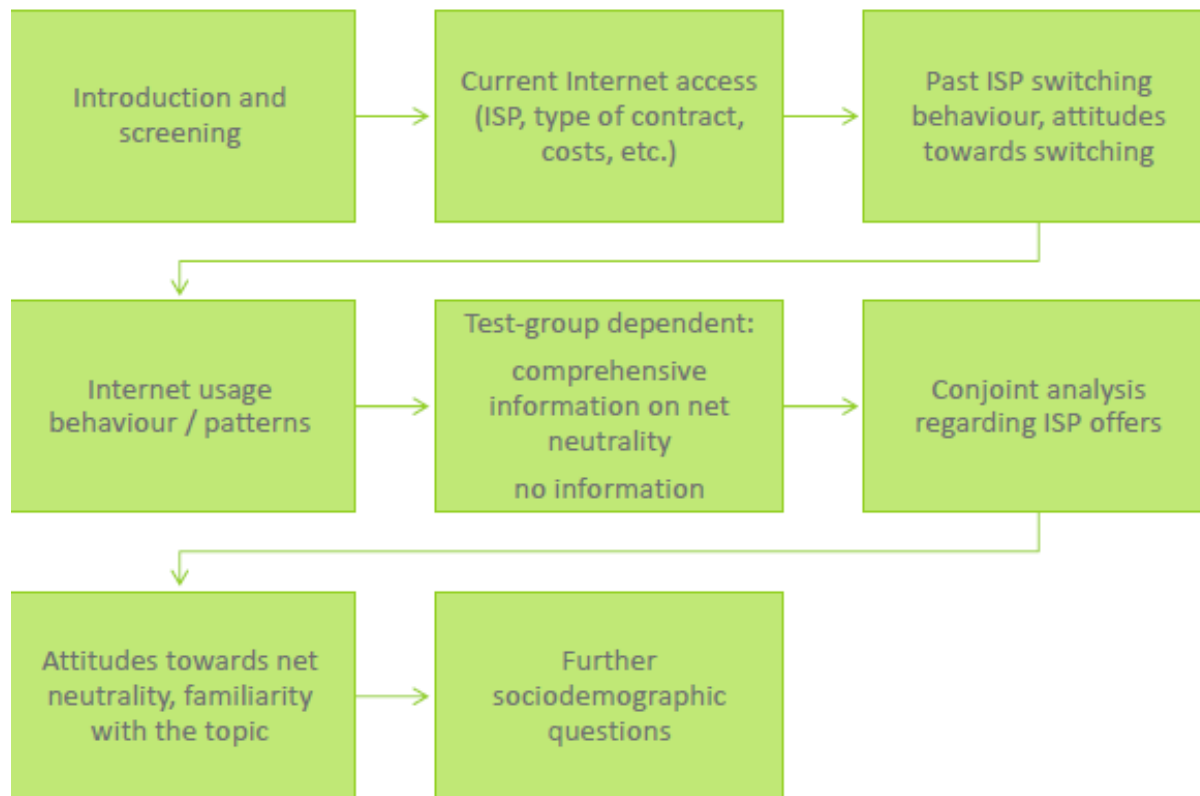 Introduction and
screening
Current Internet access
(ISP, type of contract,
costs, etc.)
Past ISP switching
behaviour, attitudes
towards switching
Internet usage
behaviour / patterns
Test-group dependent:
comprehensive
information on net
neutrality
no information
Conjoint analysis
regarding ISP offers
Attitudes towards net
neutrality, familiarity
with the topic
Further
sociodemographic
questions